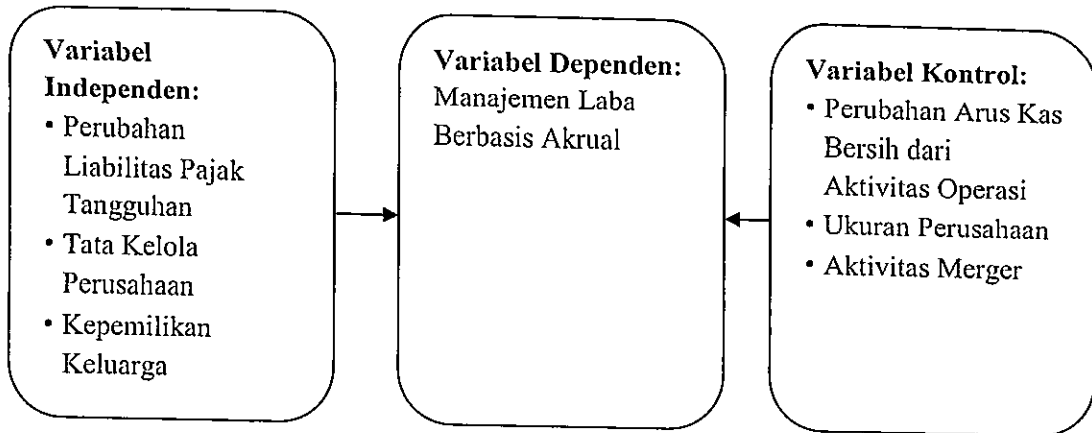 Variabel
Independen:
• Perubahan
Liabilitas Pajak
Tangguhan
• Tata Kelola
Perusahaan
• Kepemilikan
Keluarga
Variabel Dependen:
Manajemen Laba
Berbasis Akrual
Variabel Kontrol:
• Perubahan Arus Kas
Bersih dari
Aktivitas Operasi
• Ukuran Perusahaan
• Aktivitas Merger